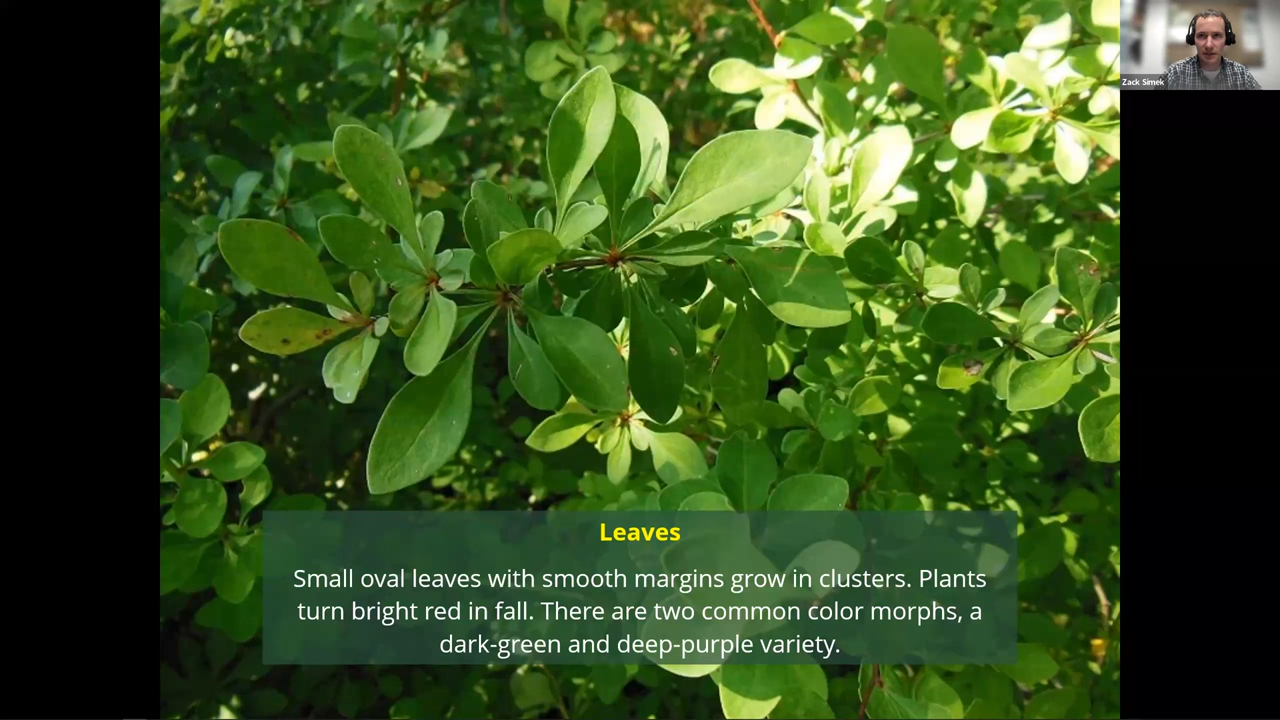 Zack Simek
Leaves
Small oval leaves with smooth margins grow in clusters. Plants
turn bright red in fall. There are two common color morphs, a
dark-green and deep-purple variety.